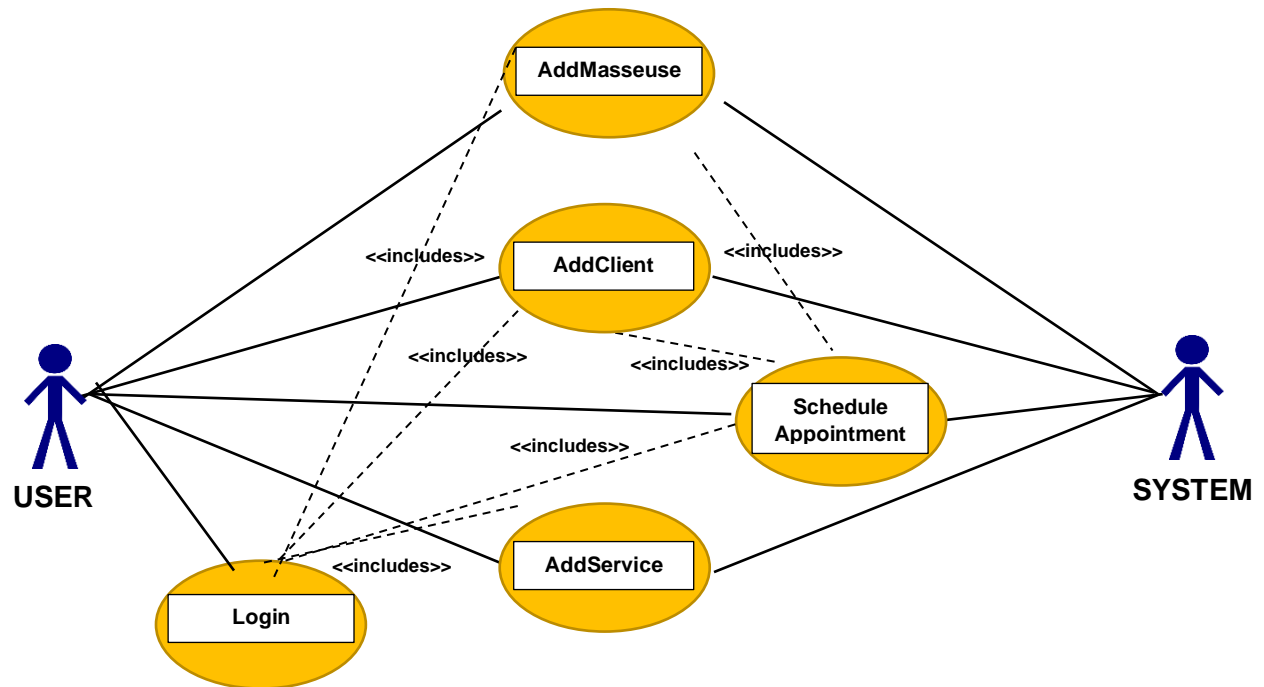 AddMasseuse
<<includes>>
AddClient
<<includes>>
<<includes>>
<<includes>>
Schedule
Appointment
<<includes>>
USER
SYSTEM
<<includes>>
AddService
Login